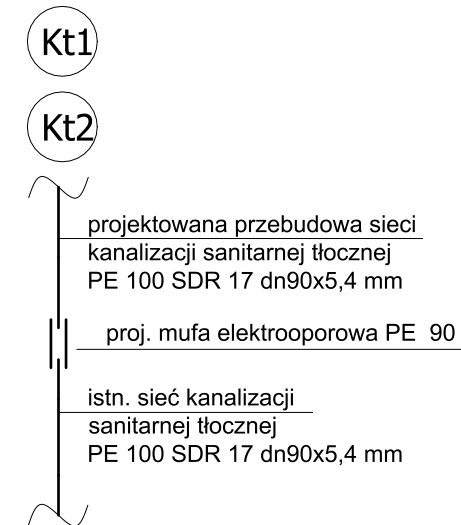 Kt1
Kt2
projektowana przebudowa sieci
kanalizacji sanitarnej tłocznej
PE 100 SDR 17 dn90x5,4 mm
proj. mufa elektrooporowa PE 90
istn. sieć kanalizacji
sanitarnej tłocznej
PE 100 SDR 17 dn90x5,4 mm